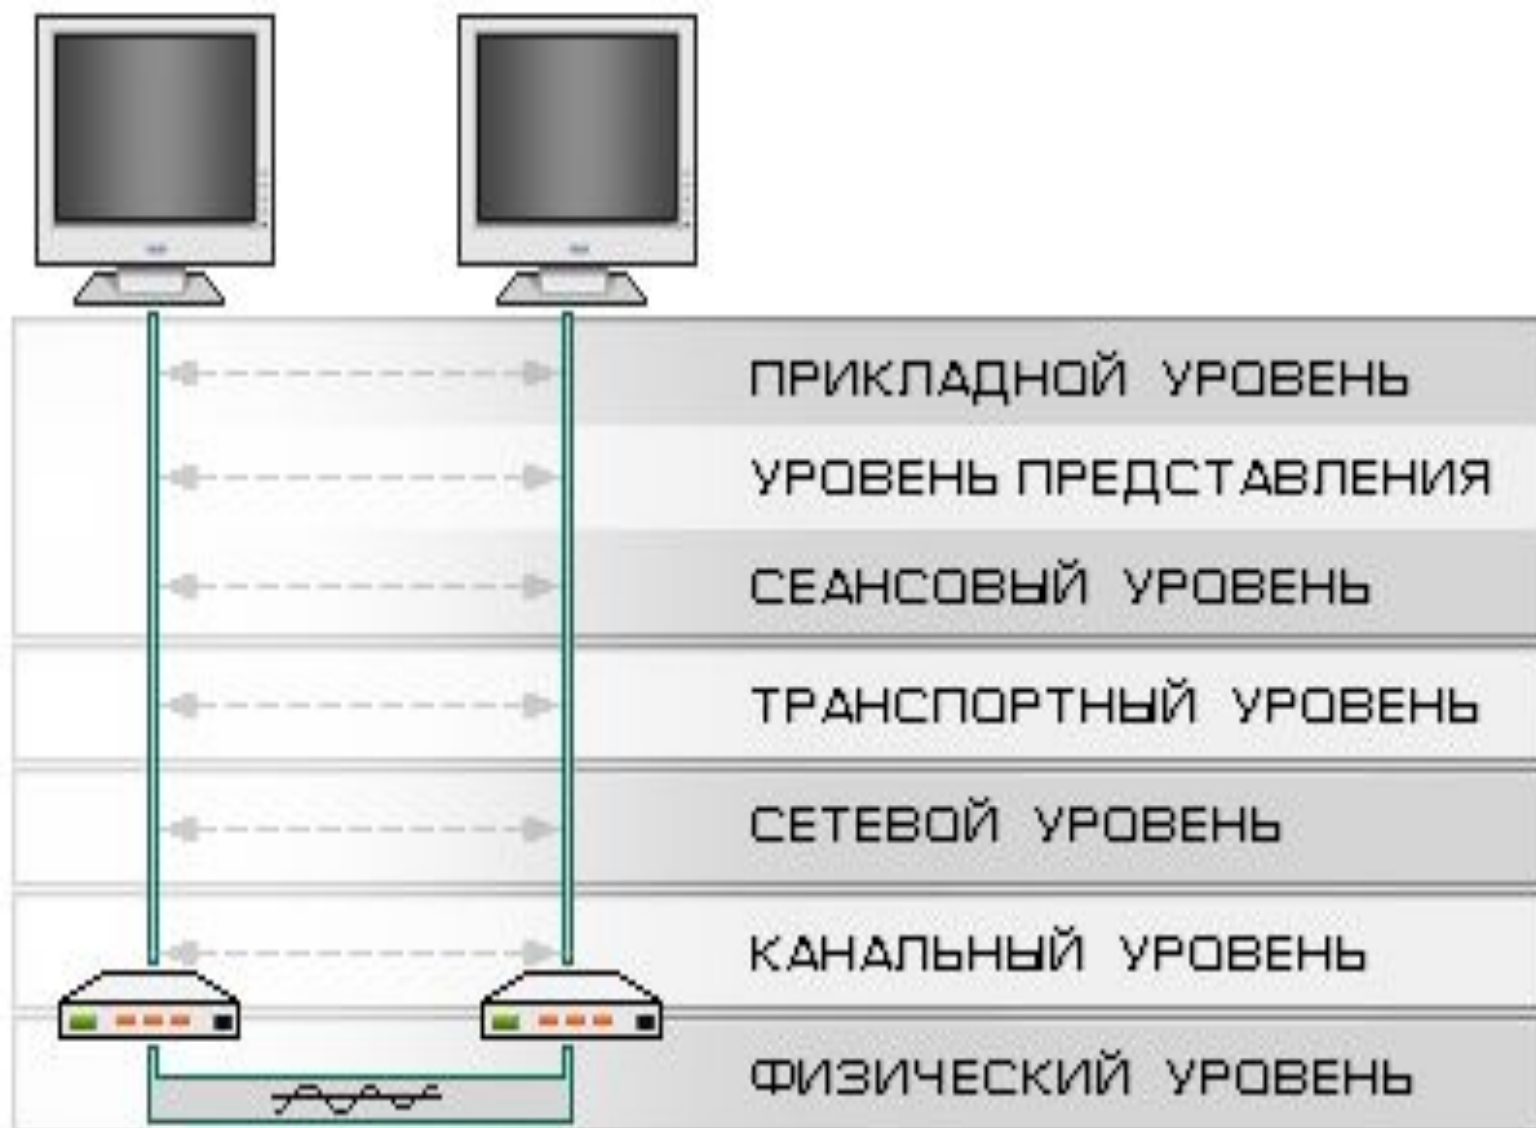 ПРИКЛАДНОЙ УРОВЕНЬ
УРОВЕНЬ ПРЕДСТАВЛЕНИЯ
СЕАНСОВЫЙ УРОВЕНЬ
ТРАНСПОРТНЫЙ УРОВЕНЬ
СЕТЕВОЙ УРОВЕНЬ
КАНАЛЬНЫЙ УРОВЕНЬ
ФИЗИЧЕСКИЙ УРОВЕНЬ